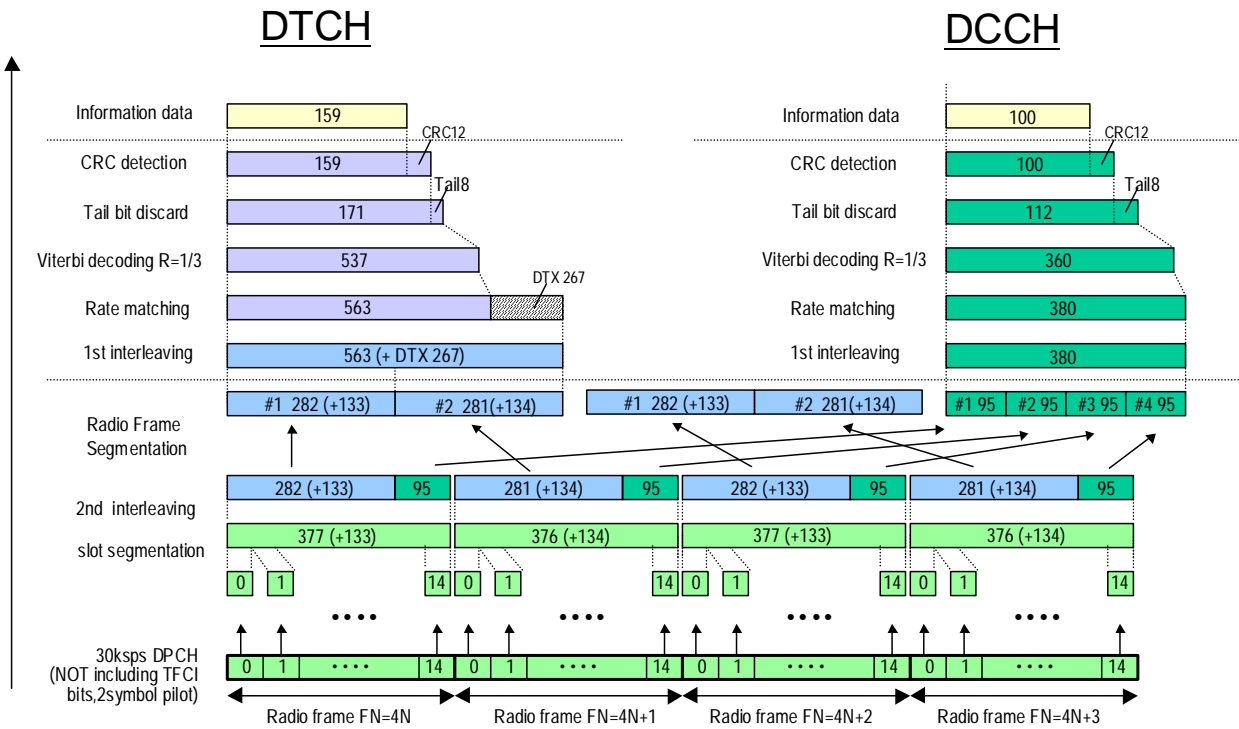 DTCH DCCH
Information data 159 Information data 100
CRC12 CRC12
CRC detection 159 CRC detection 100
Tail8 Tail8
Tail bit discard 171 Tail bit discard 112
Viterbi decoding R=1/3 537 Viterbi decoding R=1/3 360
DTX 267
Rate matching 563 Rate matching 380
1st interleaving 563 (+ DTX 267) 1st interleaving 380
#1 282 (+133) #2 281 (+134) #1 282 (+133) #2 281(+134) #1 95 #2 95 #3 95 #4 95
Radio Frame
Segmentation
282 (+133) 95 281 (+134) 95 282 (+133) 95 281 (+134) 95
2nd interleaving
377 (+133) 376 (+134) 377 (+133) 376 (+134)
slot segmentation
0 1 14 0 1 14 0 1 14 0 1 14
• • • • • • • • • • • • • • • •
30ksps DPCH
(NOT including TFCI
bits,2symbol pilot)
0 1 • • • • 14 0 1 • • • • 14 0 1 • • • • 14 0 1 • • • • 14
Radio frame FN=4N Radio frame FN=4N+1 Radio frame FN=4N+2 Radio frame FN=4N+3